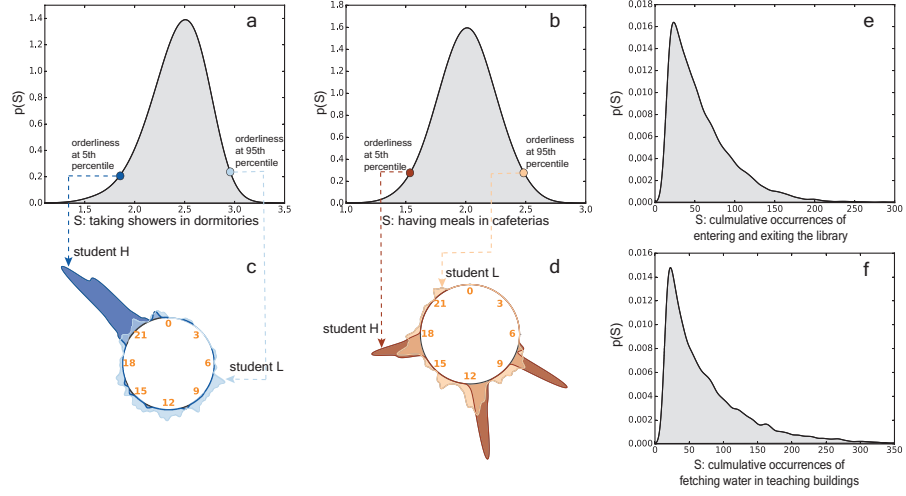 a
1.4
1.2
1.0
0.8
0.6
0.4
0.2
0.0
p(S)
orderliness
at 5th
percentile
orderliness
at 95th
percentile
1.5
2.0
2.5
3.0
3.5
S: taking showers in dormitories
b
1.8
1.6
1.4
1.2
1.0
0.8
0.6
0.4
0.2
0.0
p(S)
orderliness
at 5th
percentile
orderliness
at 95th
percentile
1.0
1.5
2.0
2.5
3.0
S: having meals in cafeterias
e
0.018
0.016
0.014
0.012
0.010
0.008
0.006
0.004
0.002
0.000
p(S)
0
50
100
150
200
250
300
S: culmulative occurrences of
entering and exiting the library
c
student H
student L
0
3
6
9
12
15
18
21
d
student L
student H
0
3
6
9
12
15
18
21
f
0.016
0.014
0.012
0.010
0.008
0.006
0.004
0.002
0.000
p(S)
0
50
100
150
200
250
300
350
S: culmulative occurrences of
fetching water in teaching buildings